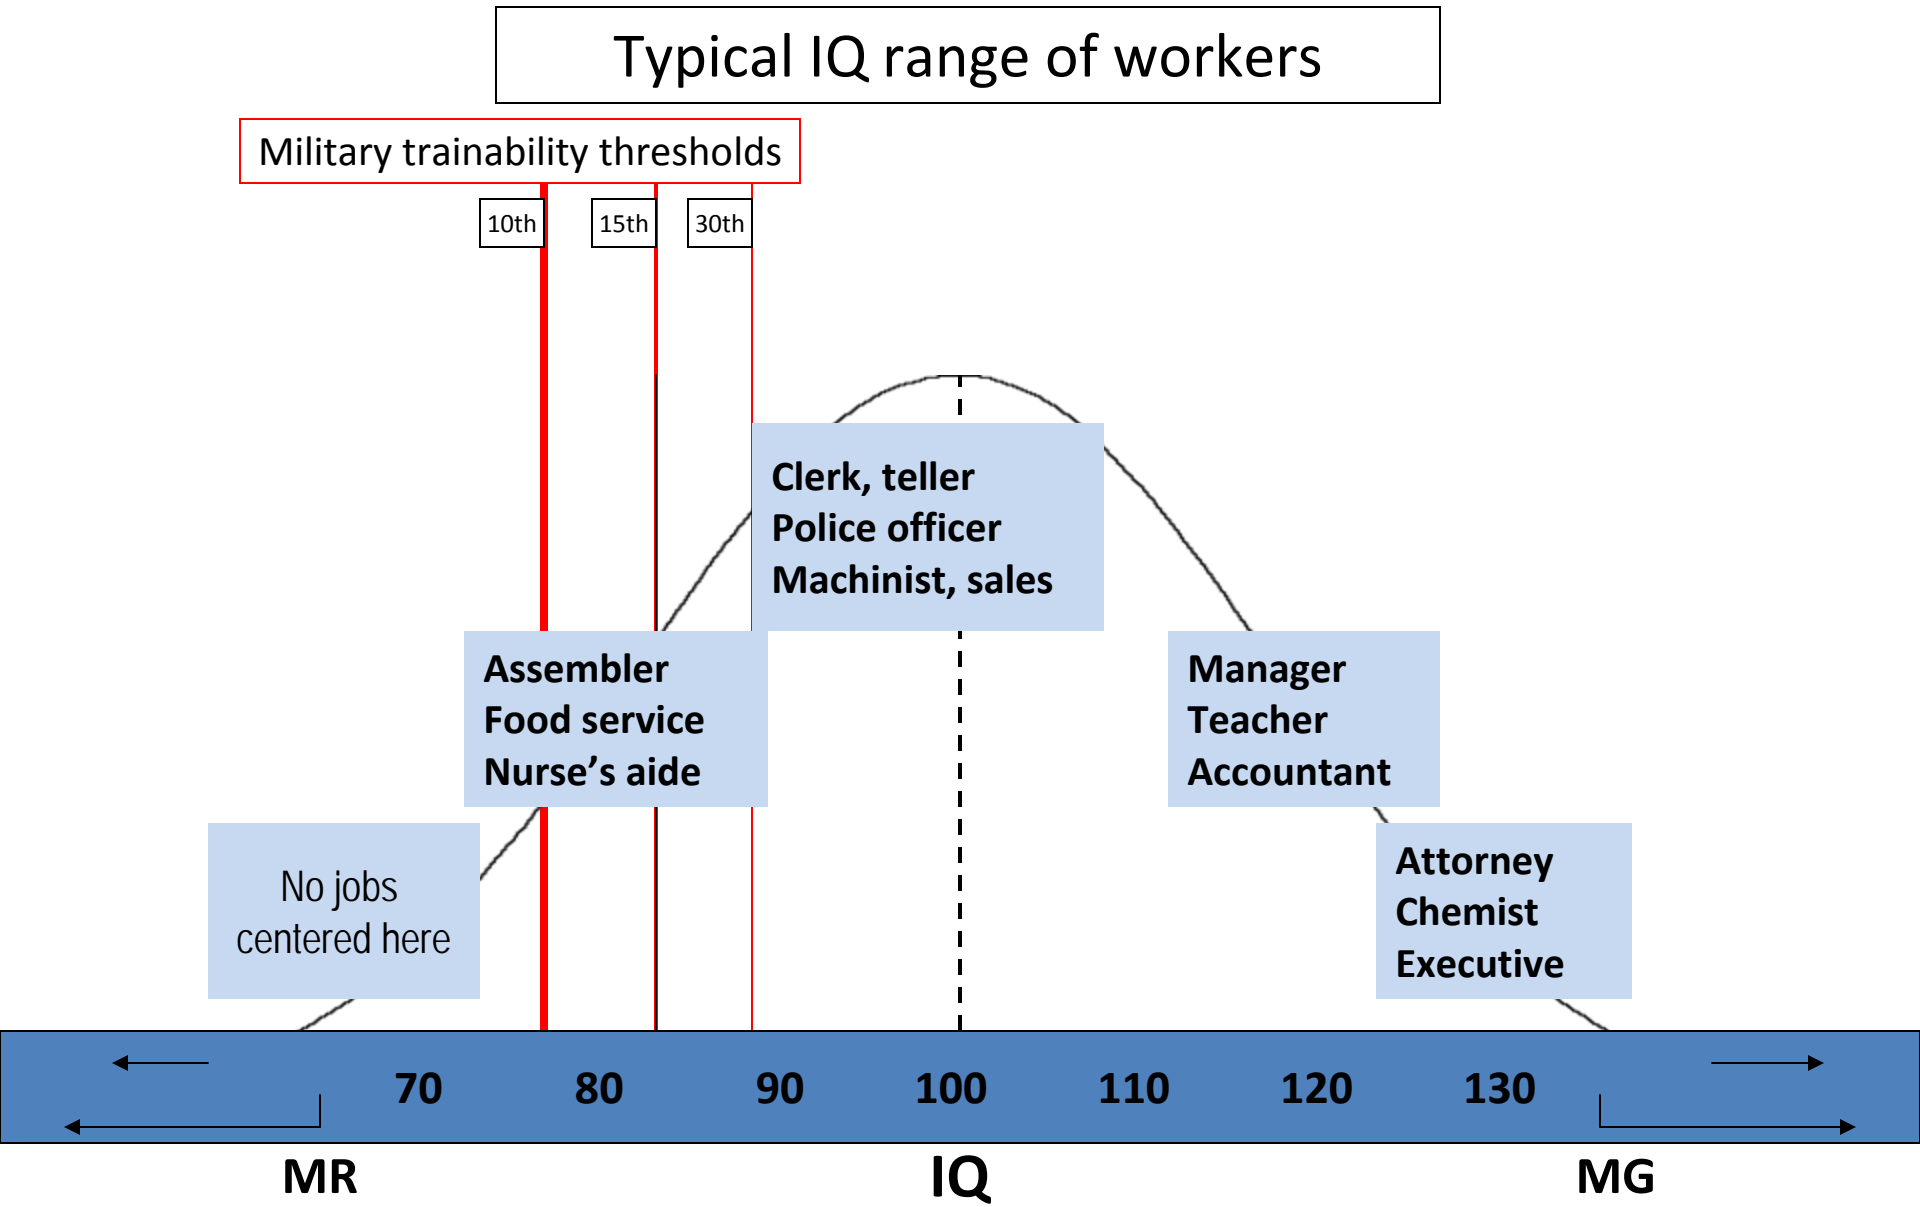 Typical IQ range of workers
Military trainability thresholds
10th
15th
30th
Clerk, teller
Police officer
Machinist, sales
Assembler
Food service
Nurse’s aide
Manager
Teacher
Accountant
No jobs
centered here
Attorney
Chemist
Executive
70 80 90 100 110 120 130
MR IQ MG